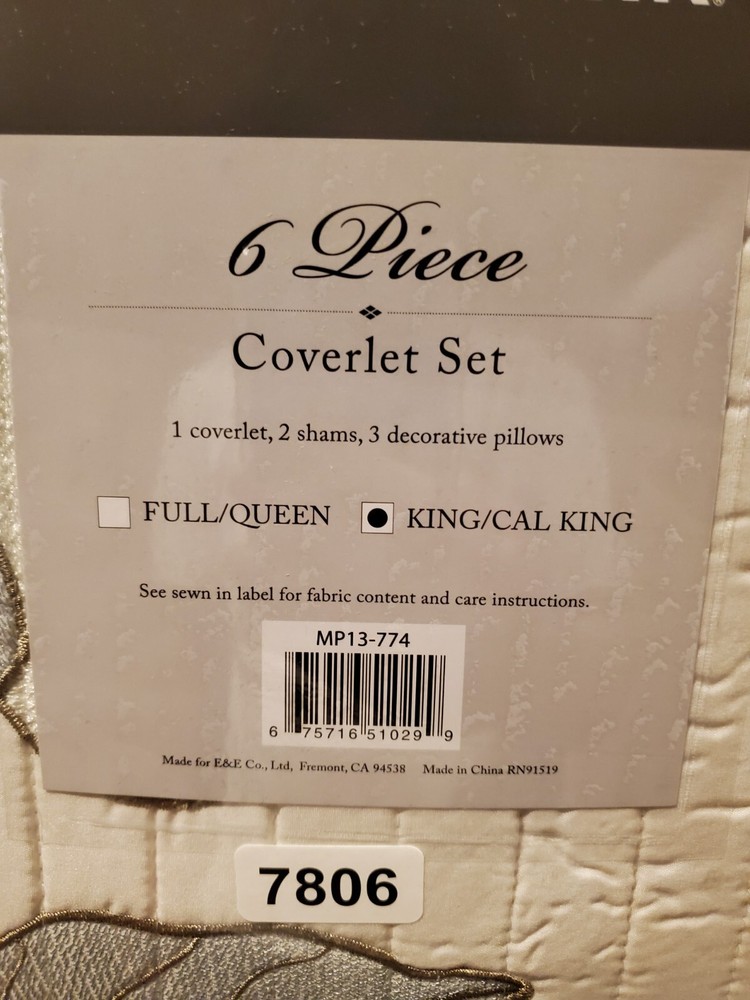 6 Piece
Coverlet Set
1 coverlet, 2 shams, 3 decorative pillows
FULL/QUEEN KING/CAL KING
See sewn in label for fabric content and care instructions.
MP13-774
6 75716 51029 9
Made for E&E Co., Ltd, Fremont, CA 94538 Made in China RN91519
7806